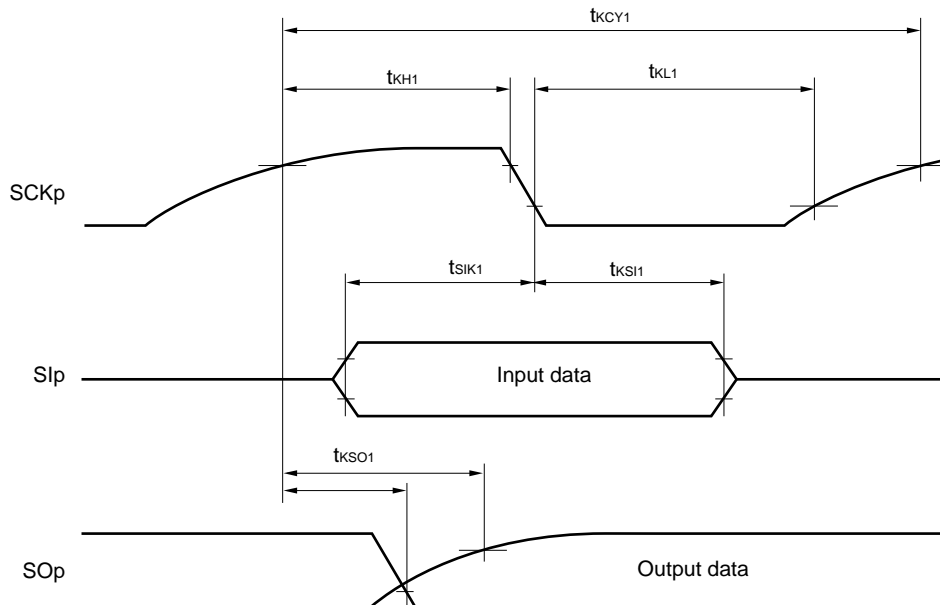 tKCY1
tKH1
tKL1
SCKp
tSIK1
tKSI1
SIp
Input data
tKSO1
SOp
Output data